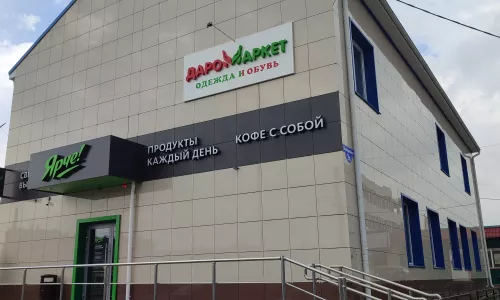 ДАРОМАРКЕТ
ОДЕЖДА И ОБУВЬ
Ярче!
ПРОДУКТЫ
КАЖДЫЙ ДЕНЬ
КОФЕ С СОБОЙ